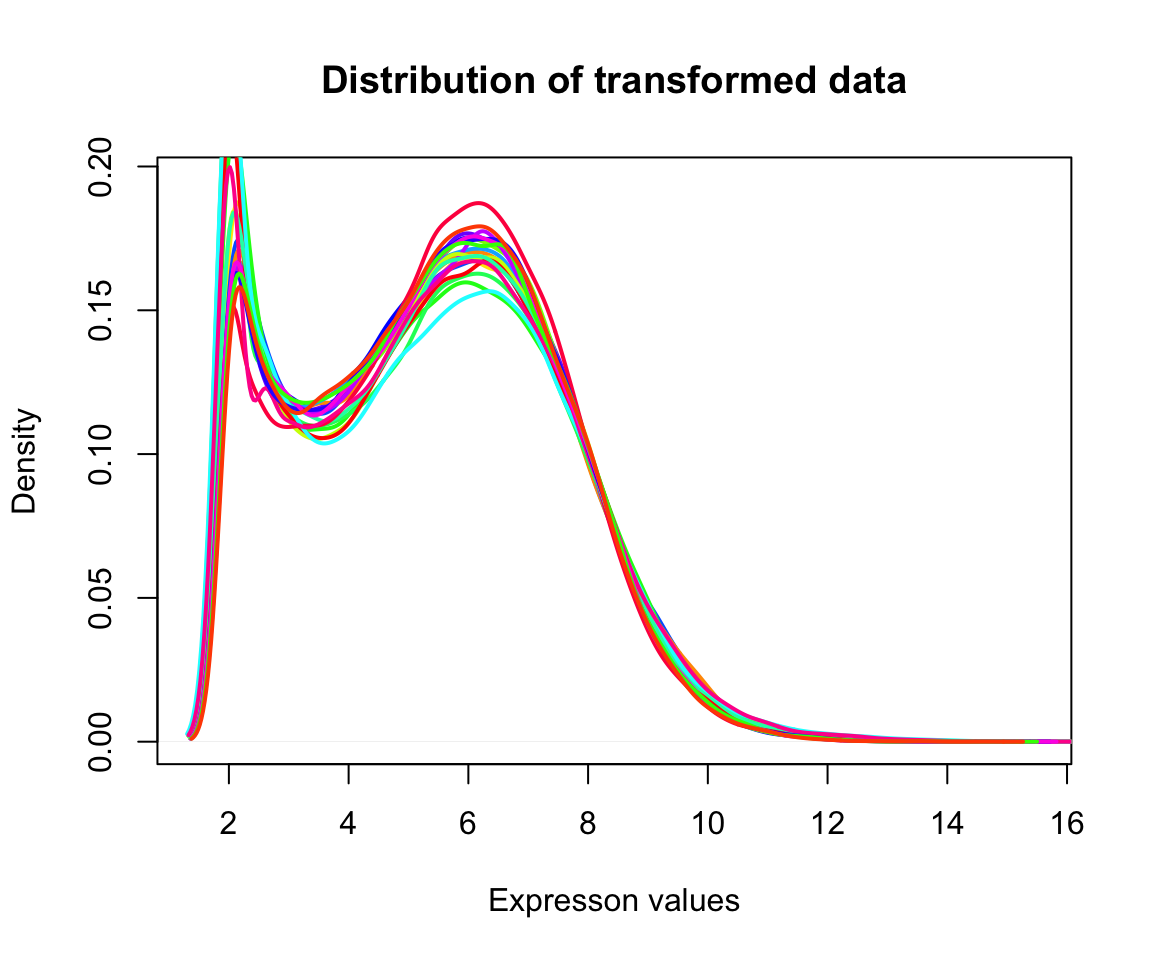 Distribution of transformed data
0.20
0.15
0.10
0.05
0.00
Density
2 4 6 8 10 12 14 16
Expresson values